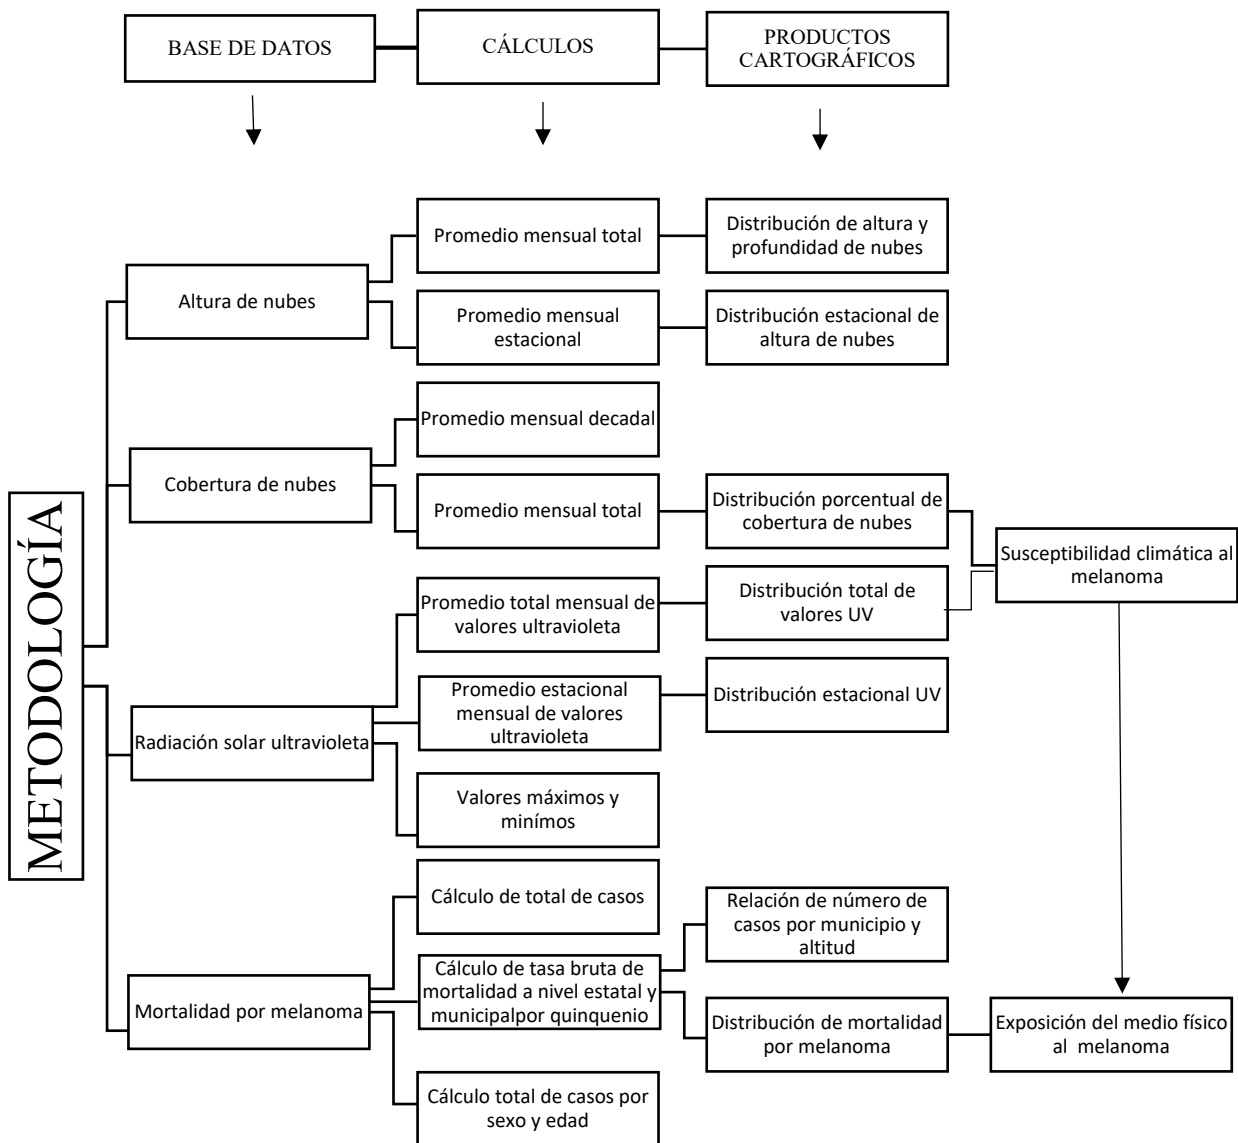 BASE DE DATOS
CÁLCULOS
PRODUCTOS
CARTOGRÁFICOS
METODOLOGÍA
Altura de nubes
Promedio mensual total
Distribución de altura y
profundidad de nubes
Promedio mensual
estacional
Distribución estacional de
altura de nubes
Cobertura de nubes
Promedio mensual decadal
Promedio mensual total
Distribución porcentual de
cobertura de nubes
Susceptibilidad climática al
melanoma
Radiación solar ultravioleta
Promedio total mensual de
valores ultravioleta
Distribución total de
valores UV
Promedio estacional
mensual de valores
ultravioleta
Distribución estacional UV
Valores máximos y
minímos
Mortalidad por melanoma
Cálculo de total de casos
Cálculo de tasa bruta de
mortalidad a nivel estatal y
municipalpor quinquenio
Relación de número de
casos por municipio y
altitud
Distribución de mortalidad
por melanoma
Exposición del medio físico
al melanoma
Cálculo total de casos por
sexo y edad